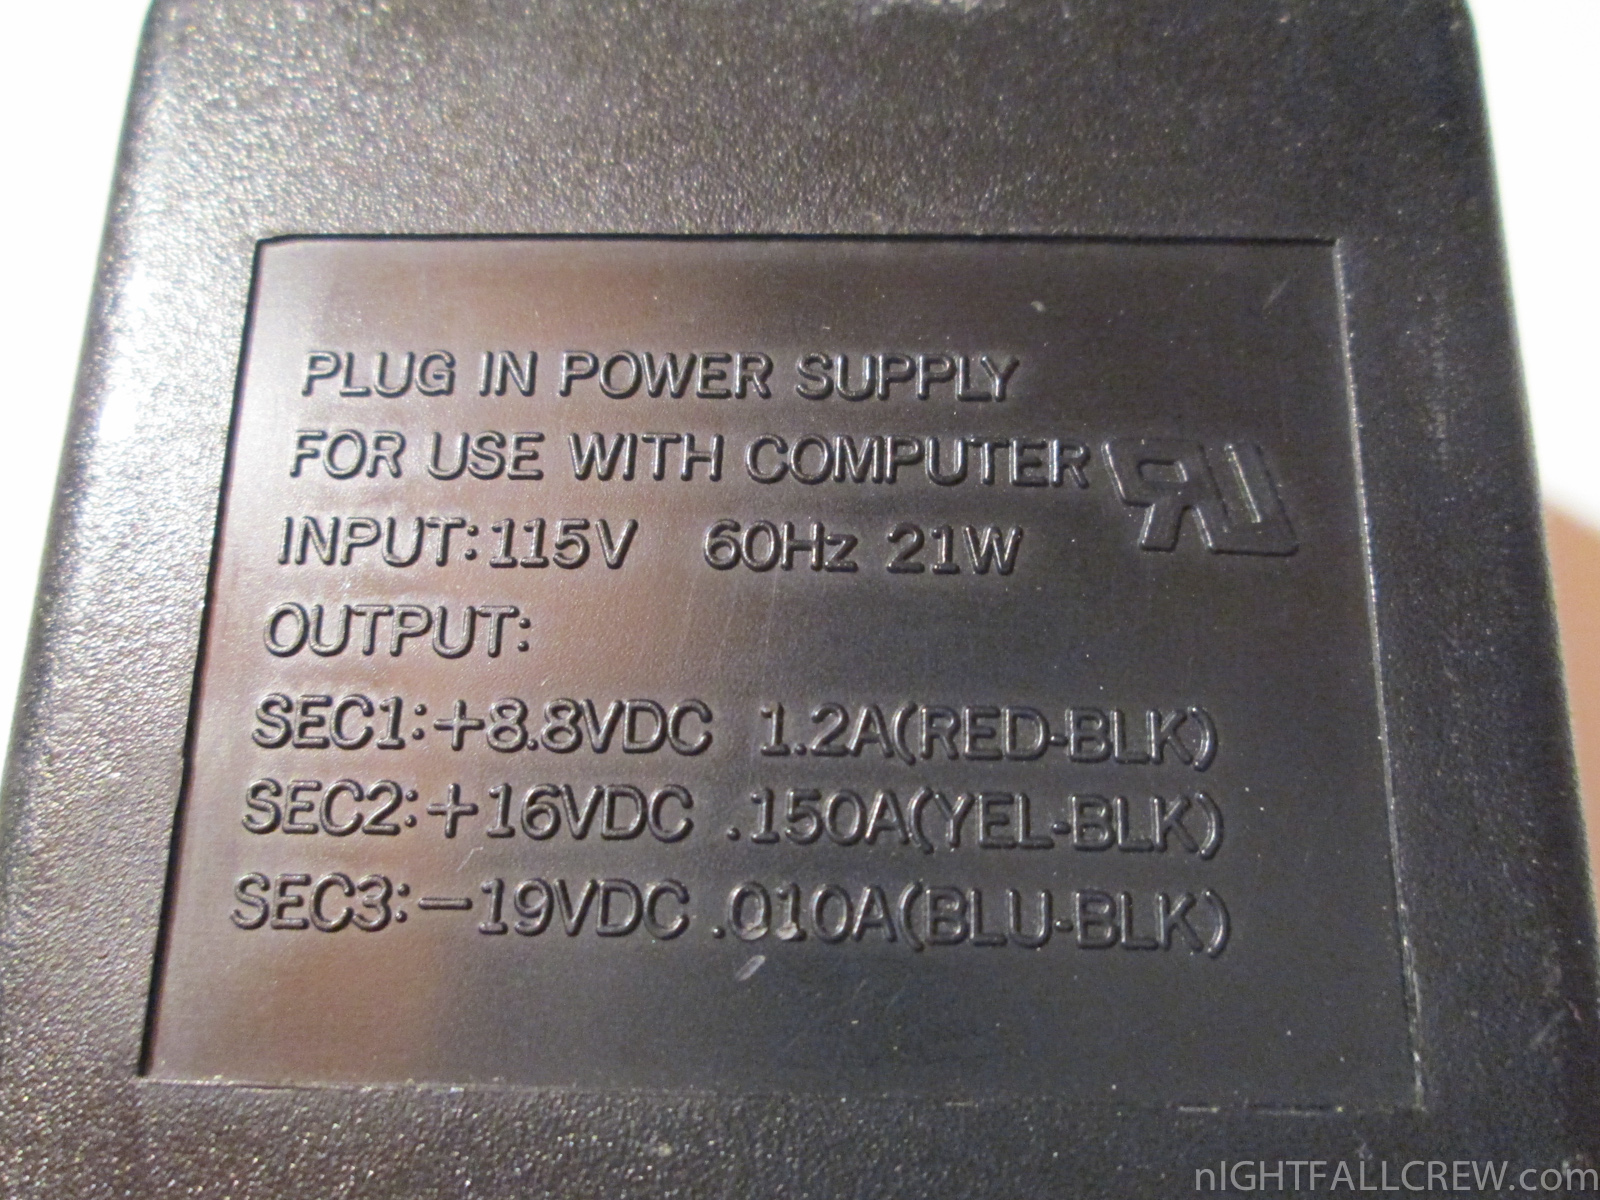 PLUG IN POWER SUPPLY
FOR USE WITH COMPUTER
INPUT:115V 60Hz 21W
OUTPUT:
SEC1:+8.8VDC 1.2A(RED-BLK)
SEC2:+16VDC .150A(YEL-BLK)
SEC3:-19VDC .010A(BLU-BLK)
nIGHTFALLCREW.com